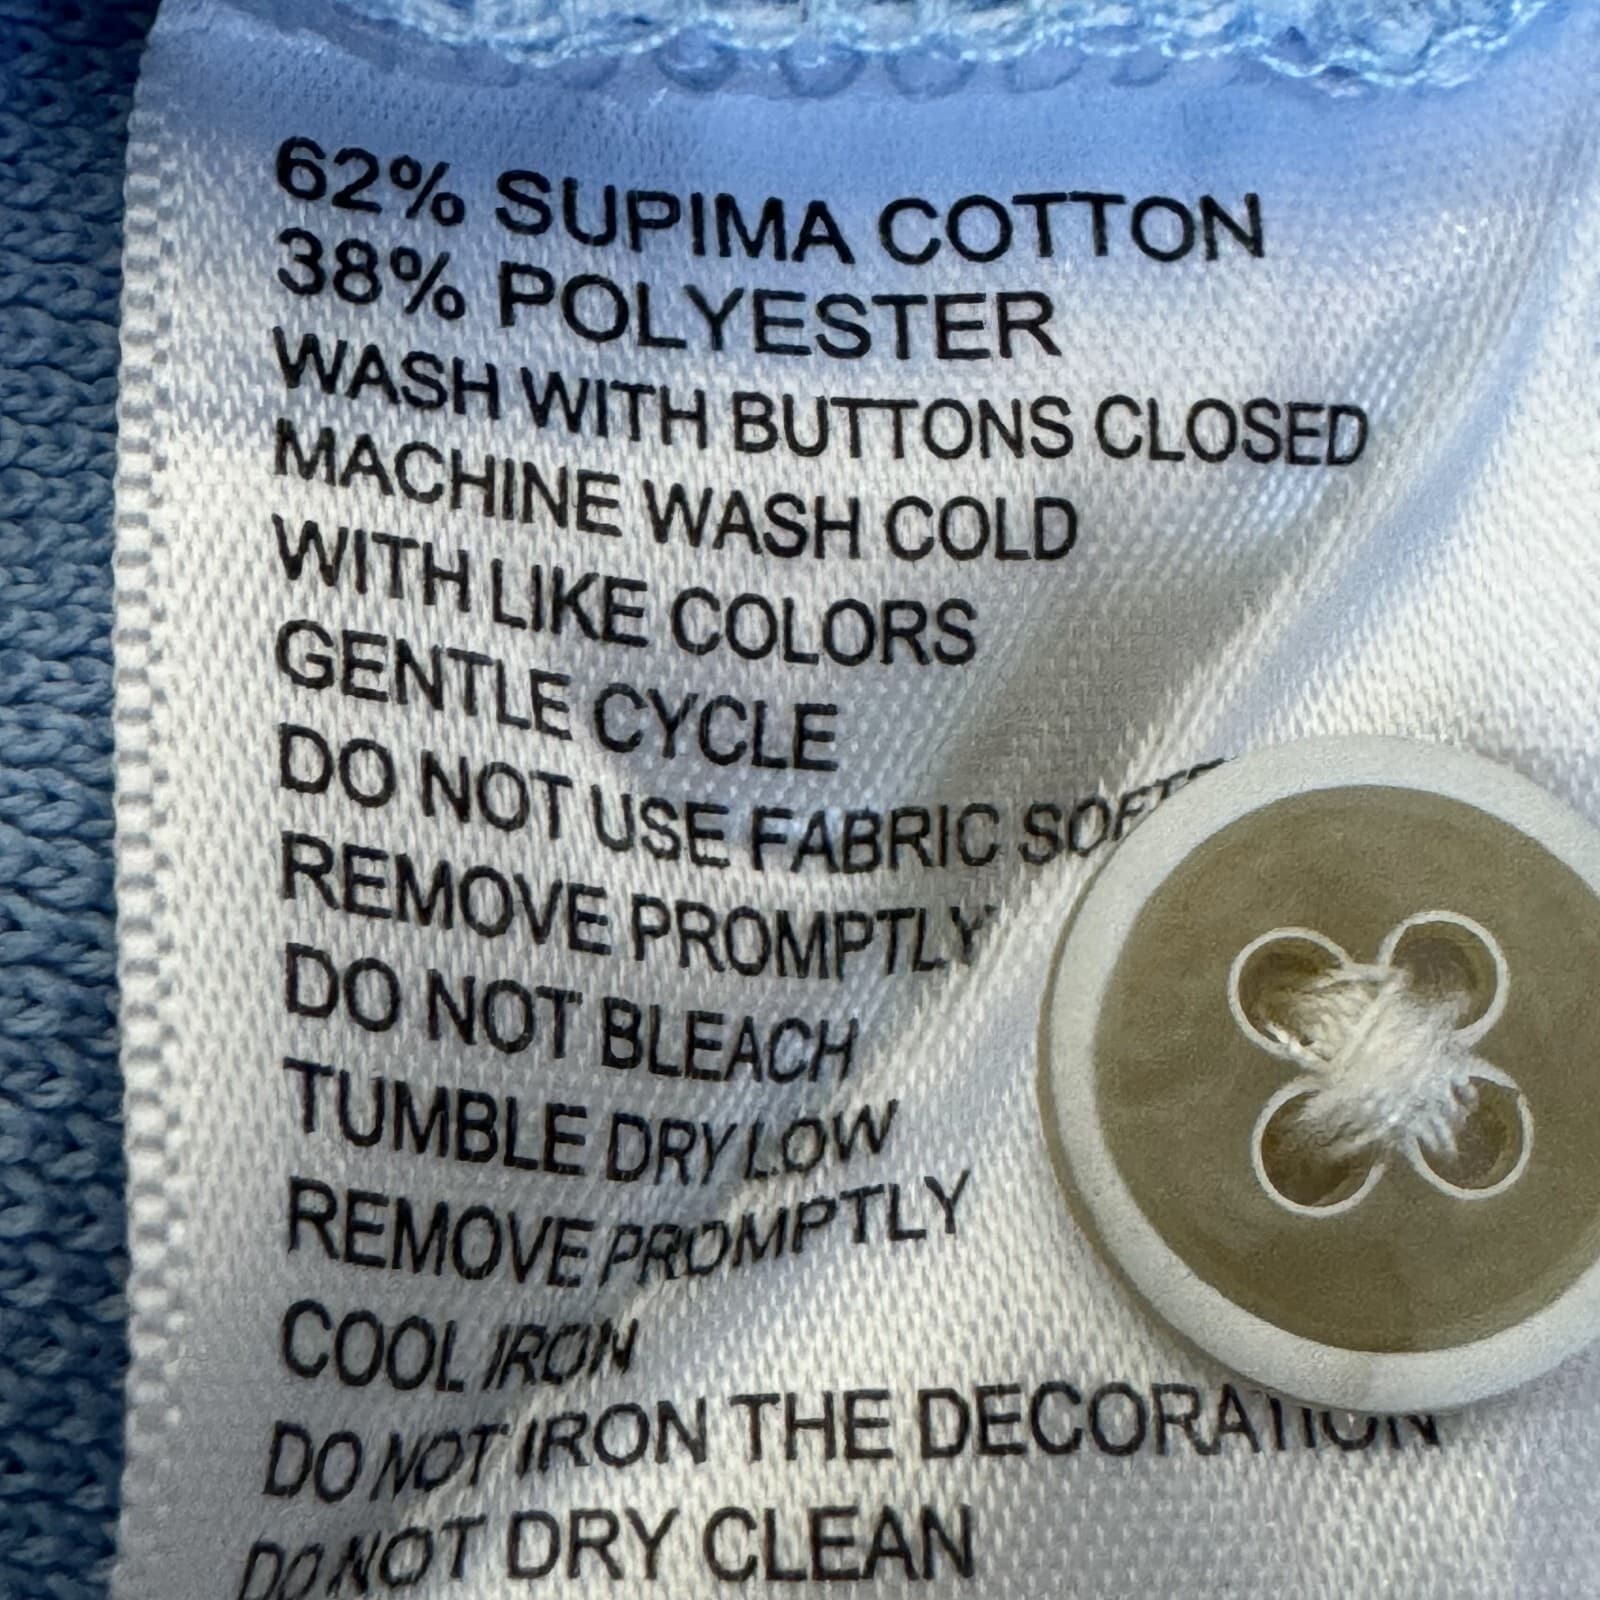 62% SUPIMA COTTON
38% POLYESTER
WASH WITH BUTTONS CLOSED
MACHINE WASH COLD
WITH LIKE COLORS
GENTLE CYCLE
DO NOT USE FABRIC
REMOVE PROMPTLY
DO NOT BLEACH
TUMBLE DRY LOW
REMOVE PROMPTLY
COOL IRON
DO NOT IRON THE DECORATION
DO NOT DRY CLEAN